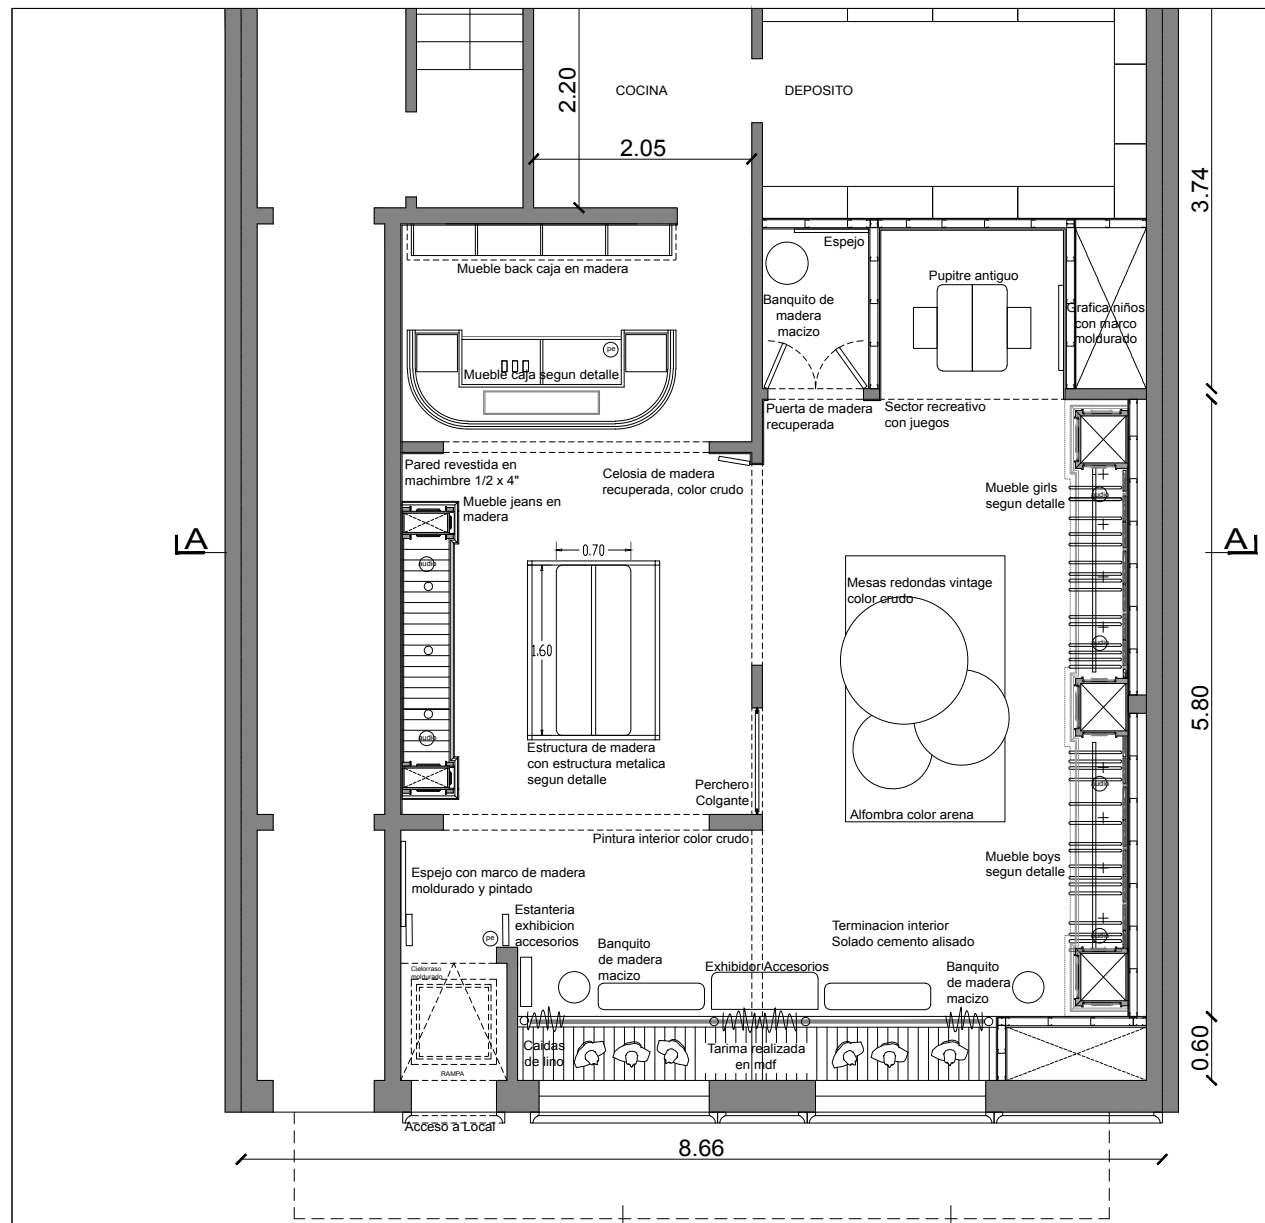 COCINA
DEPOSITO
2.20
2.05
3.74
Espejo
Mueble back caja en madera
Pupitre antiguo
Banquito de
madera
macizo
Grafica niños
con marco
moldurado
pe
Mueble caja segun detalle
Puerta de madera
recuperada
Sector recreativo
con juegos
Pared revestida en
machimbre 1/2 x 4"
Celosia de madera
recuperada, color crudo
Mueble jeans en
madera
Mueble girls
segun detalle
audio
A
A
0.70
audio
Mesas redondas vintage
color crudo
1.60
audio
5.80
audio
Estructura de madera
con estructura metalica
segun detalle
Perchero
Colgante
audio
Alfombra color arena
Pintura interior color crudo
Mueble boys
segun detalle
Espejo con marco de madera
moldurado y pintado
Estanteria
exhibicion
accesorios
pe
Terminacion interior
Solado cemento alisado
audio
Banquito
de madera
macizo
Exhibidor Accesorios
Banquito
de madera
macizo
Cielorraso
moldurado
Caidas
de lino
Tarima realizada
en mdf
0.60
RAMPA
Acceso a Local
8.66